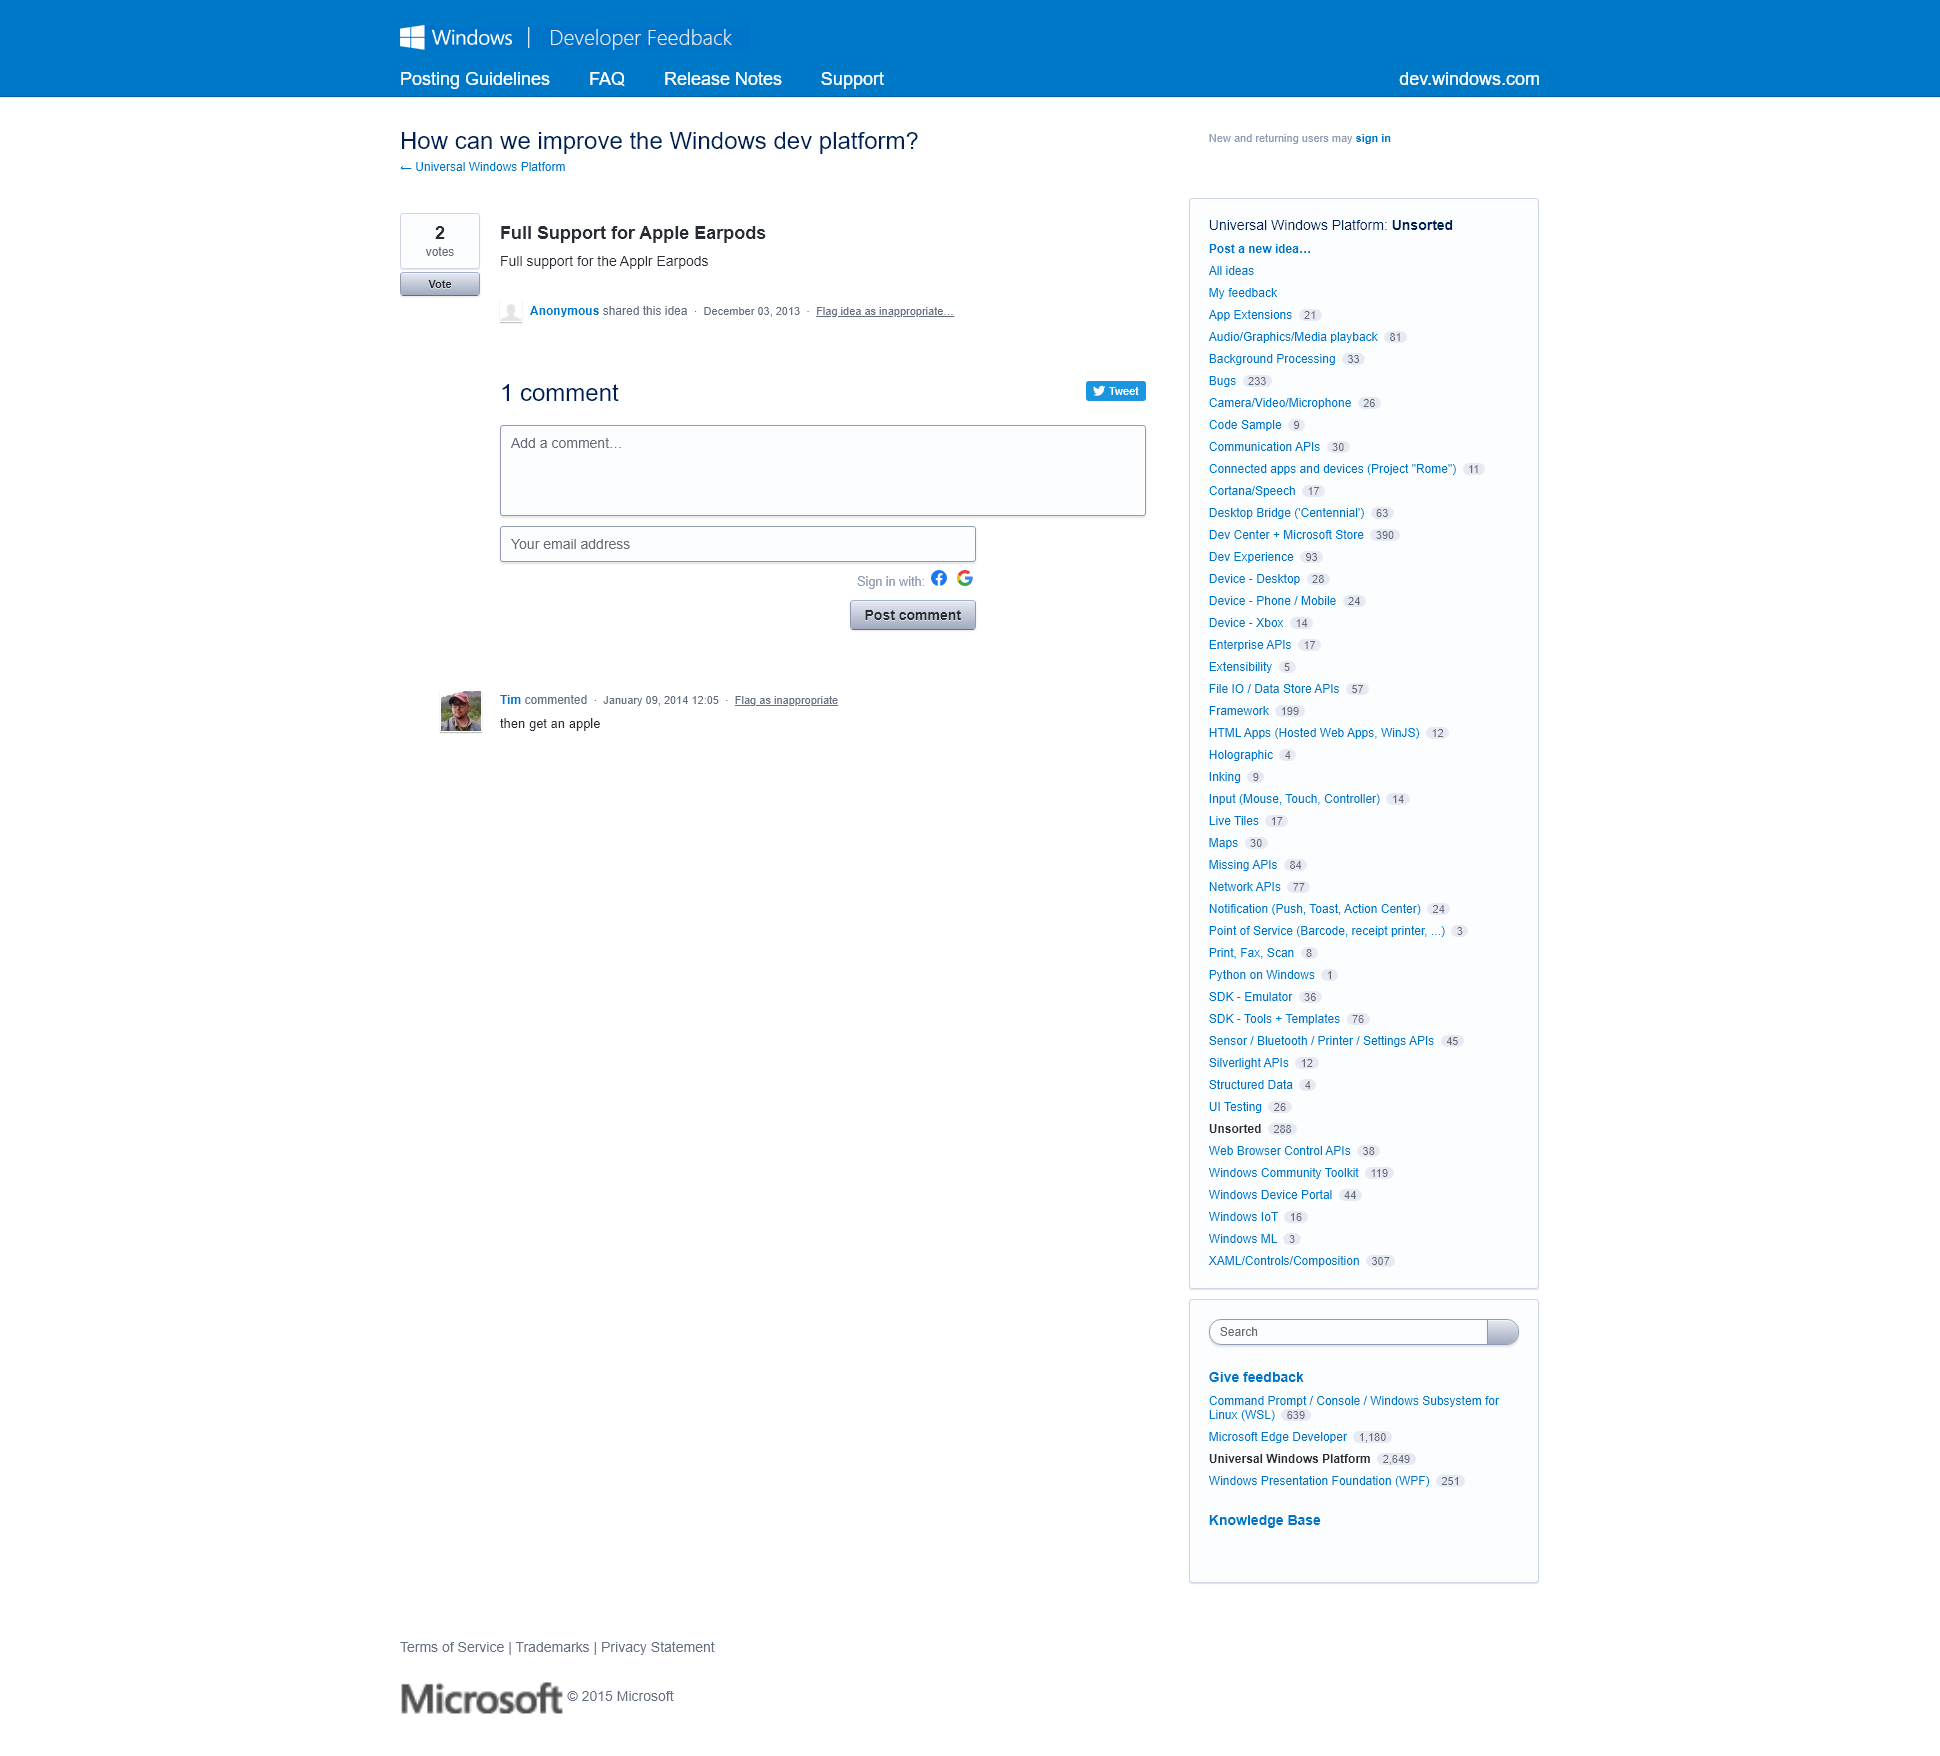 Windows | Developer Feedback
Posting Guidelines FAQ Release Notes Support dev.windows.com
How can we improve the Windows dev platform?
← Universal Windows Platform
New and returning users may sign in
2
votes
Vote
Full Support for Apple Earpods
Full support for the Applr Earpods
Anonymous shared this idea · December 03, 2013 · Flag idea as inappropriate…
1 comment
Tweet
Add a comment…
Your email address
Sign in with:
Post comment
Tim commented · January 09, 2014 12:05 · Flag as inappropriate
then get an apple
Universal Windows Platform: Unsorted
Post a new idea…
All ideas
My feedback
App Extensions 21
Audio/Graphics/Media playback 81
Background Processing 33
Bugs 233
Camera/Video/Microphone 26
Code Sample 9
Communication APIs 30
Connected apps and devices (Project "Rome") 11
Cortana/Speech 17
Desktop Bridge ('Centennial') 63
Dev Center + Microsoft Store 390
Dev Experience 93
Device - Desktop 28
Device - Phone / Mobile 24
Device - Xbox 14
Enterprise APIs 17
Extensibility 5
File IO / Data Store APIs 57
Framework 199
HTML Apps (Hosted Web Apps, WinJS) 12
Holographic 4
Inking 9
Input (Mouse, Touch, Controller) 14
Live Tiles 17
Maps 30
Missing APIs 84
Network APIs 77
Notification (Push, Toast, Action Center) 24
Point of Service (Barcode, receipt printer, ...) 3
Print, Fax, Scan 8
Python on Windows 1
SDK - Emulator 36
SDK - Tools + Templates 76
Sensor / Bluetooth / Printer / Settings APIs 45
Silverlight APIs 12
Structured Data 4
UI Testing 26
Unsorted 288
Web Browser Control APIs 38
Windows Community Toolkit 119
Windows Device Portal 44
Windows IoT 16
Windows ML 3
XAML/Controls/Composition 307
Search
Give feedback
Command Prompt / Console / Windows Subsystem for
Linux (WSL) 639
Microsoft Edge Developer 1,180
Universal Windows Platform 2,649
Windows Presentation Foundation (WPF) 251
Knowledge Base
Terms of Service | Trademarks | Privacy Statement
Microsoft © 2015 Microsoft